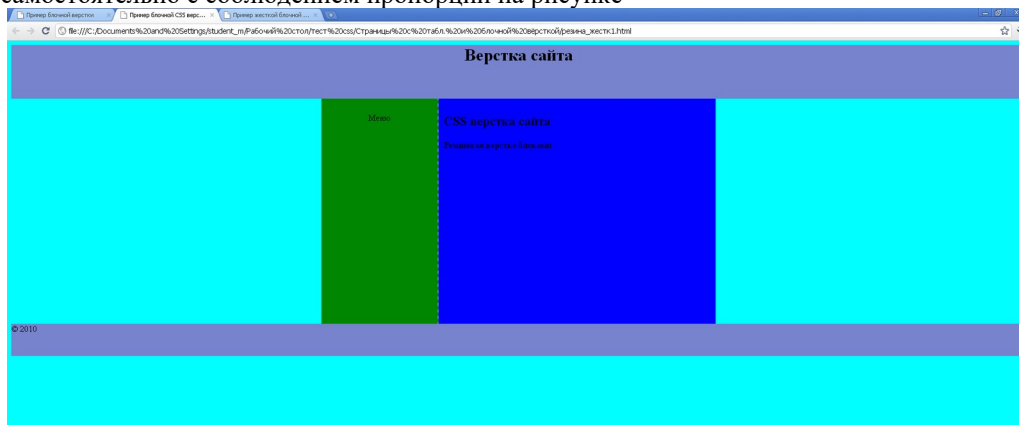 самостоятельно с соблюдением пропорций на рисунке
Пример блочной верстки
Пример блочной CSS верс...
Пример жесткой блочной ...
file:///C:/Documents%20and%20Settings/student_m/Рабочий%20стол/тест%20css/Страницы%20с%20табл.%20и%20блочной%20версткой/резина_жестк1.html
Верстка сайта
Меню
CSS верстка сайта
Резиновая верстка блоками
© 2010